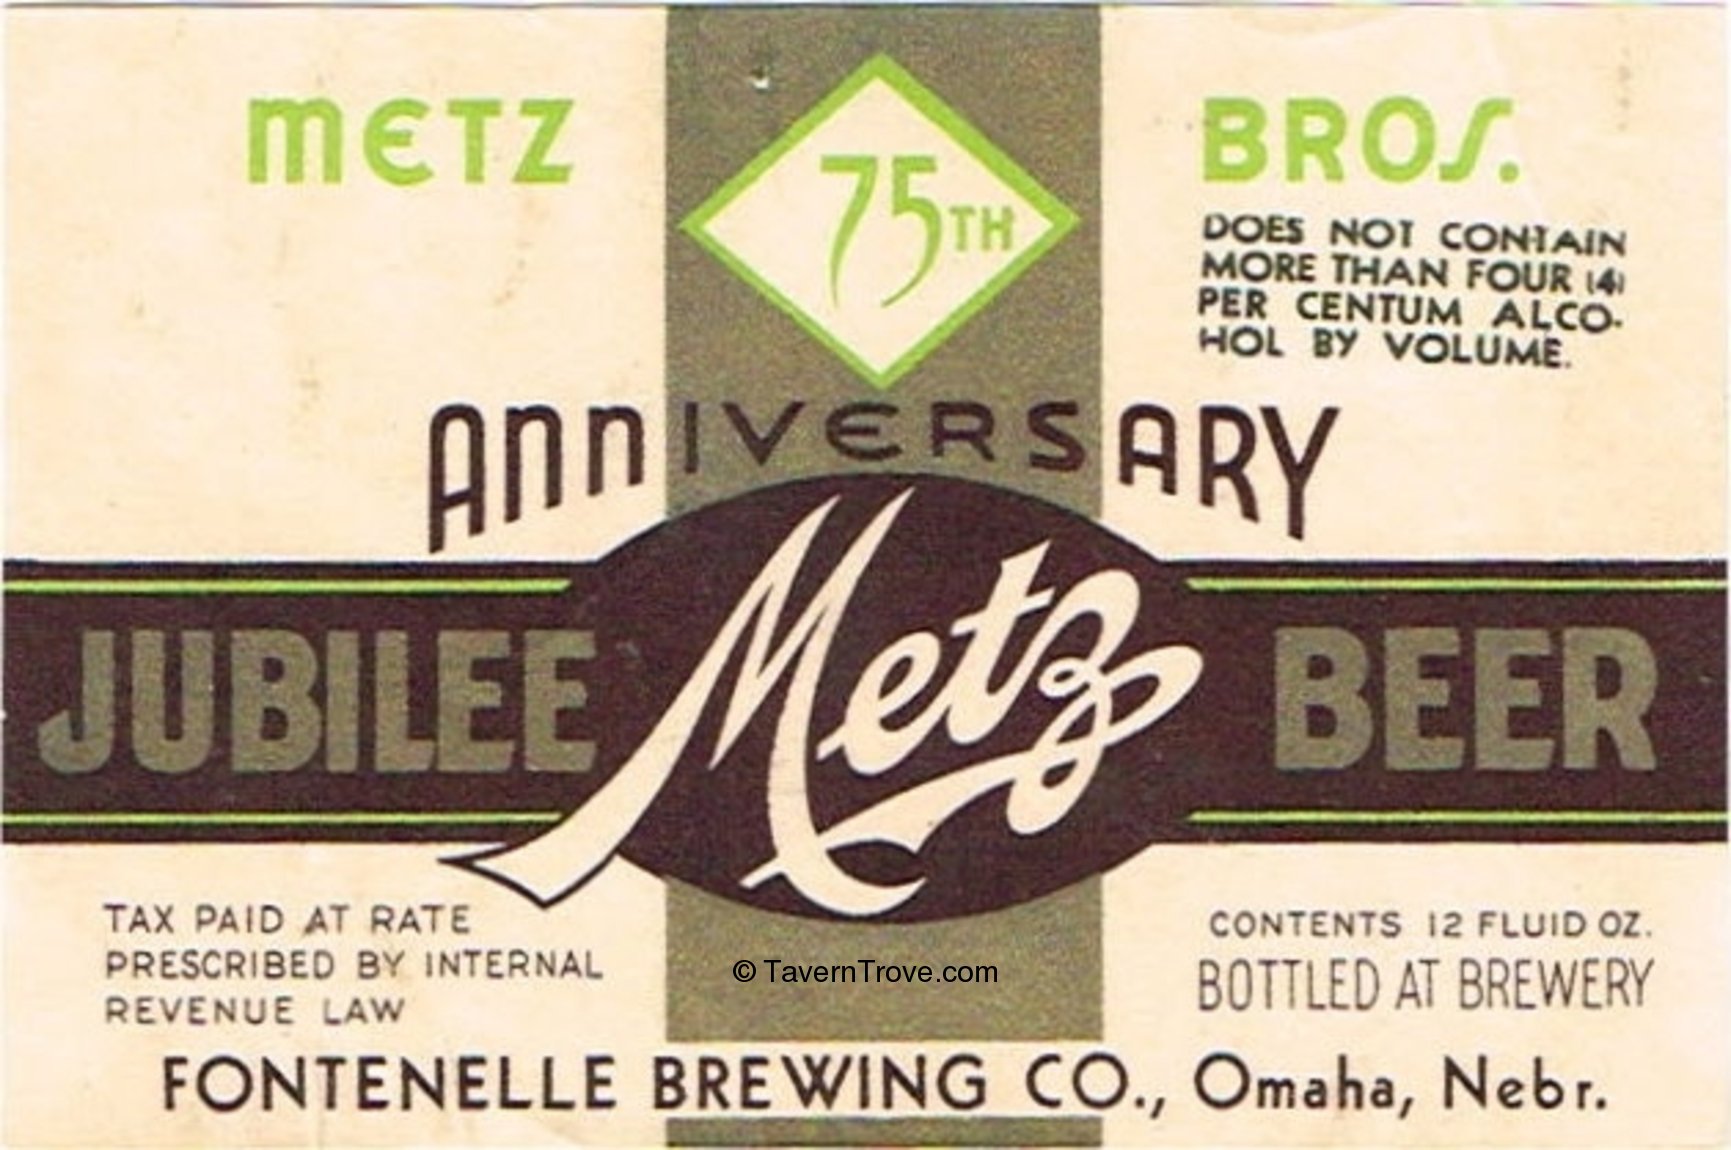 METZ BROS.
75TH
DOES NOT CONTAIN
MORE THAN FOUR (4)
PER CENTUM ALCO-
HOL BY VOLUME.
ANNIVERSARY
JUBILEE Metz BEER
TAX PAID AT RATE
PRESCRIBED BY INTERNAL
REVENUE LAW
© TavernTrove.com
CONTENTS 12 FLUID OZ.
BOTTLED AT BREWERY
FONTENELLE BREWING CO., Omaha, Nebr.